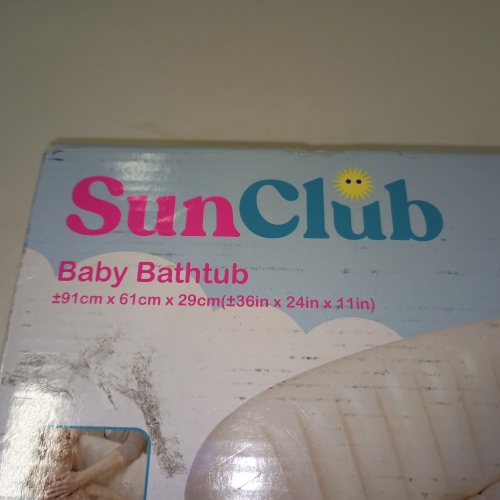 SunClub
Baby Bathtub
±91cm x 61cm x 29cm(±36in x 24in x 11in)